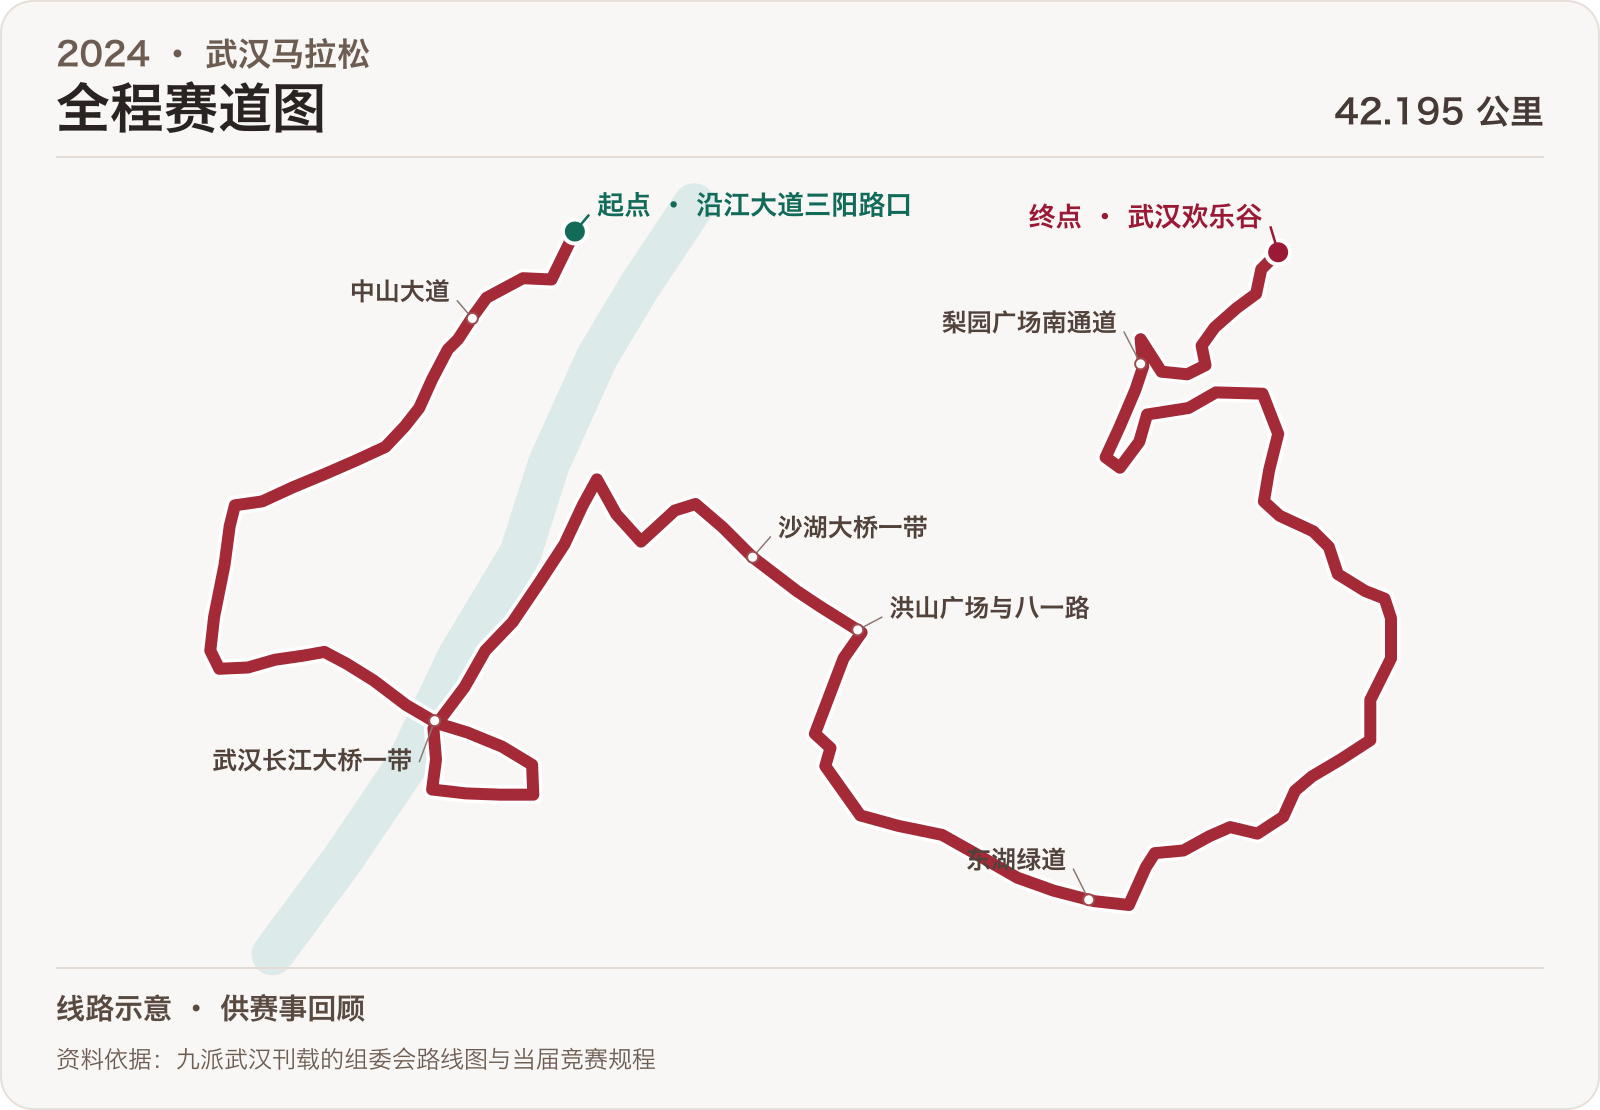 2024 · 武汉马拉松
全程赛道图
42.195 公里
起点 · 沿江大道三阳路口
终点 · 武汉欢乐谷
中山大道
梨园广场南通道
沙湖大桥一带
洪山广场与八一路
武汉长江大桥一带
东湖绿道
线路示意 · 供赛事回顾
资料依据：九派武汉刊载的组委会路线图与当届竞赛规程